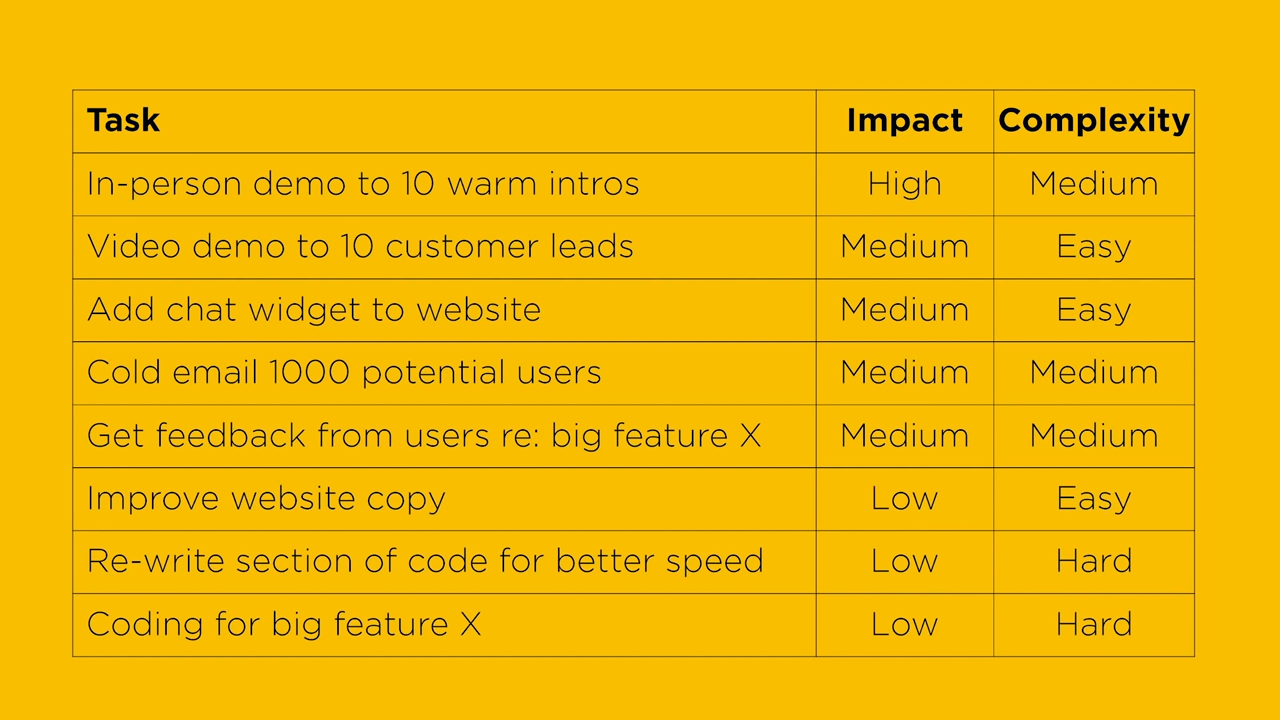 Task Impact Complexity
In-person demo to 10 warm intros High Medium
Video demo to 10 customer leads Medium Easy
Add chat widget to website Medium Easy
Cold email 1000 potential users Medium Medium
Get feedback from users re: big feature X Medium Medium
Improve website copy Low Easy
Re-write section of code for better speed Low Hard
Coding for big feature X Low Hard